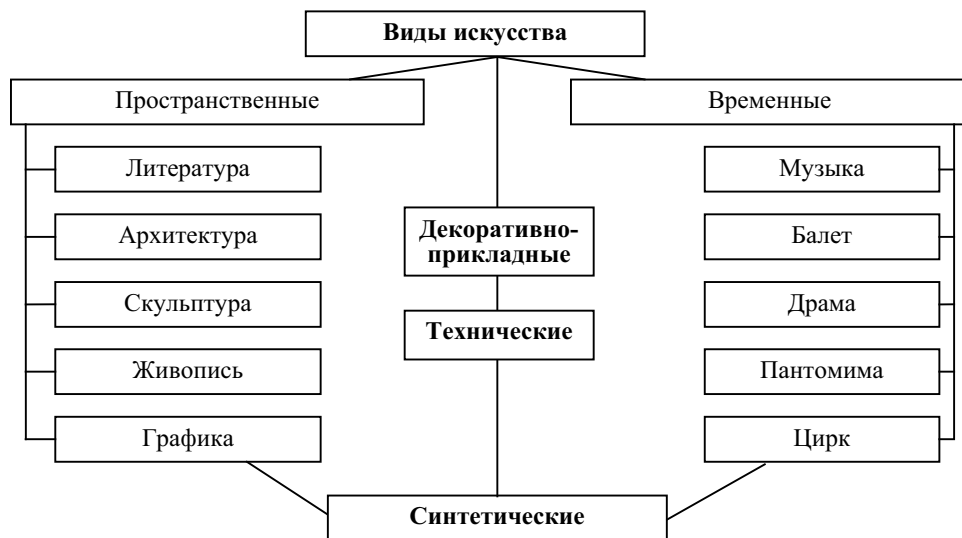 Виды искусства
Пространственные
Временные
Литература
Музыка
Архитектура
Декоративно-
прикладные
Балет
Скульптура
Технические
Драма
Живопись
Пантомима
Графика
Цирк
Синтетические